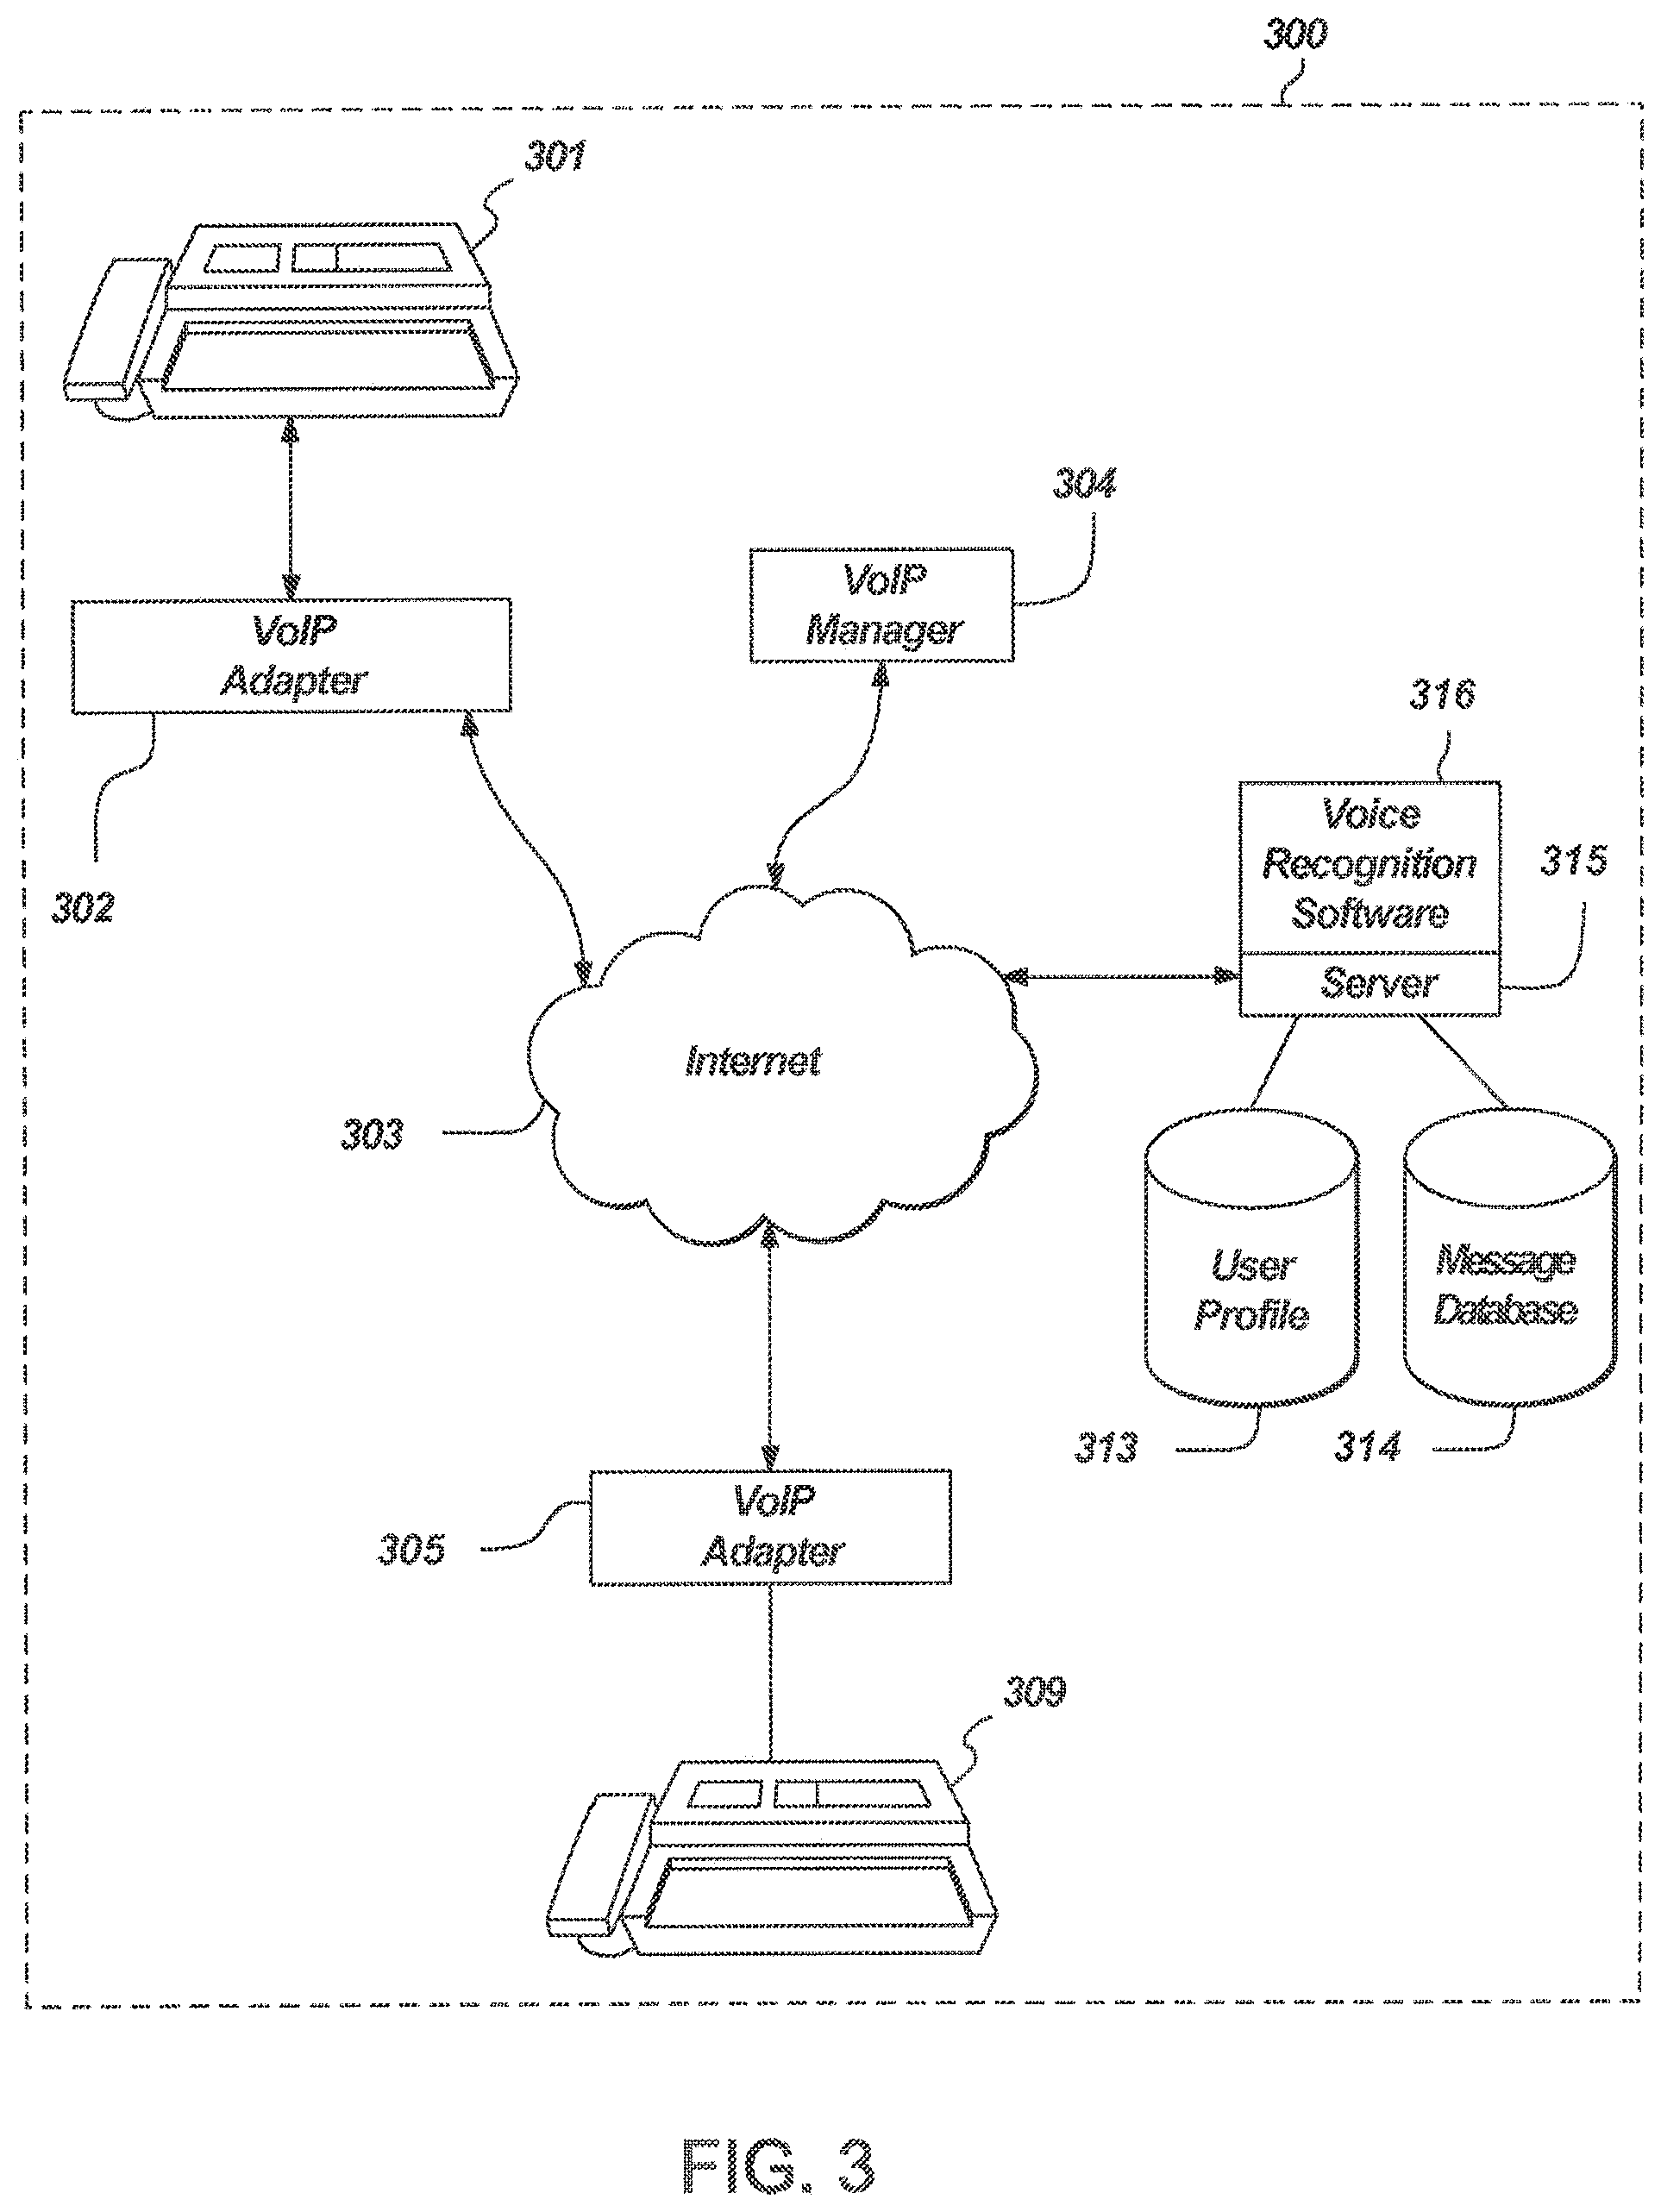 300
301
304
VoIP
Manager
VoIP
Adapter
316
302
Voice
Recognition
Software
315
Server
Internet
303
User
Profile
Message
Database
313
314
VoIP
Adapter
305
309
FIG. 3